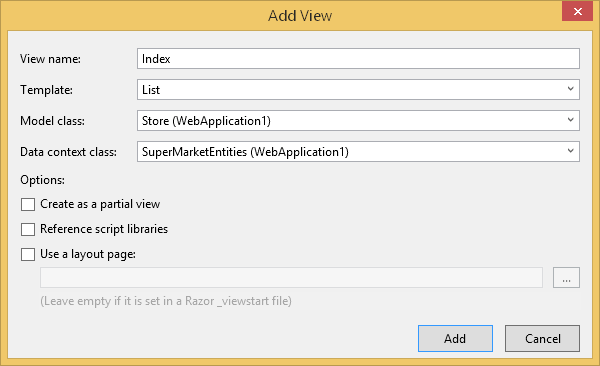 Add View
View name: Index
Template: List
Model class: Store (WebApplication1)
Data context class: SuperMarketEntities (WebApplication1)
Options:
Create as a partial view
Reference script libraries
Use a layout page:
...
(Leave empty if it is set in a Razor _viewstart file)
Add Cancel